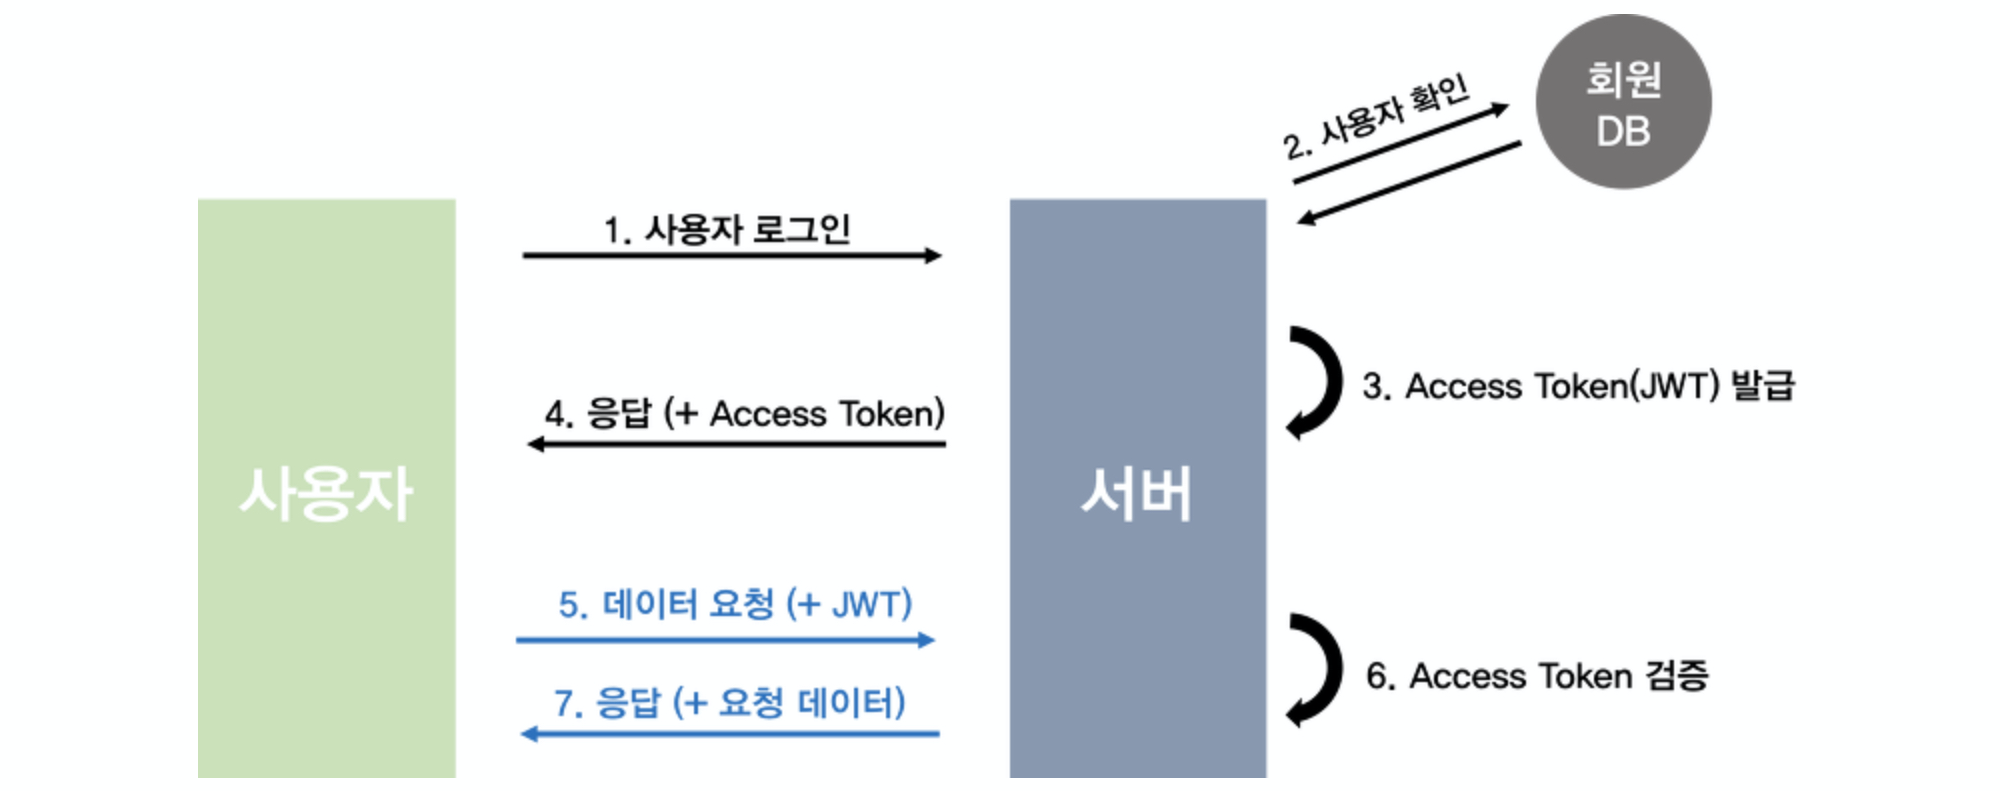 회원
DB
2. 사용자 확인
1. 사용자 로그인
3. Access Token(JWT) 발급
4. 응답 (+ Access Token)
사용자
서버
5. 데이터 요청 (+ JWT)
6. Access Token 검증
7. 응답 (+ 요청 데이터)